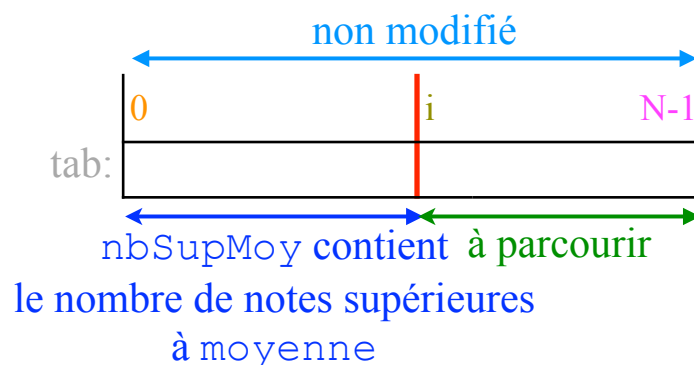 non modifié
0 i N-1
tab:
nbSupMoy contient à parcourir
le nombre de notes supérieures
à moyenne